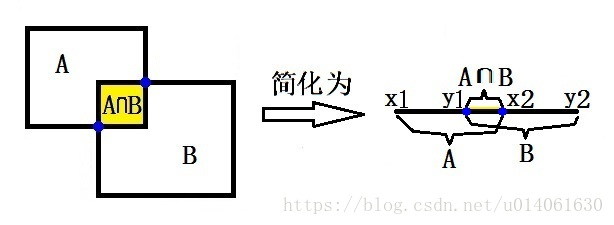 A
A∩B
B
简化为
A∩B
x1 y1 x2 y2
A
B
https://blog.csdn.net/u014061630